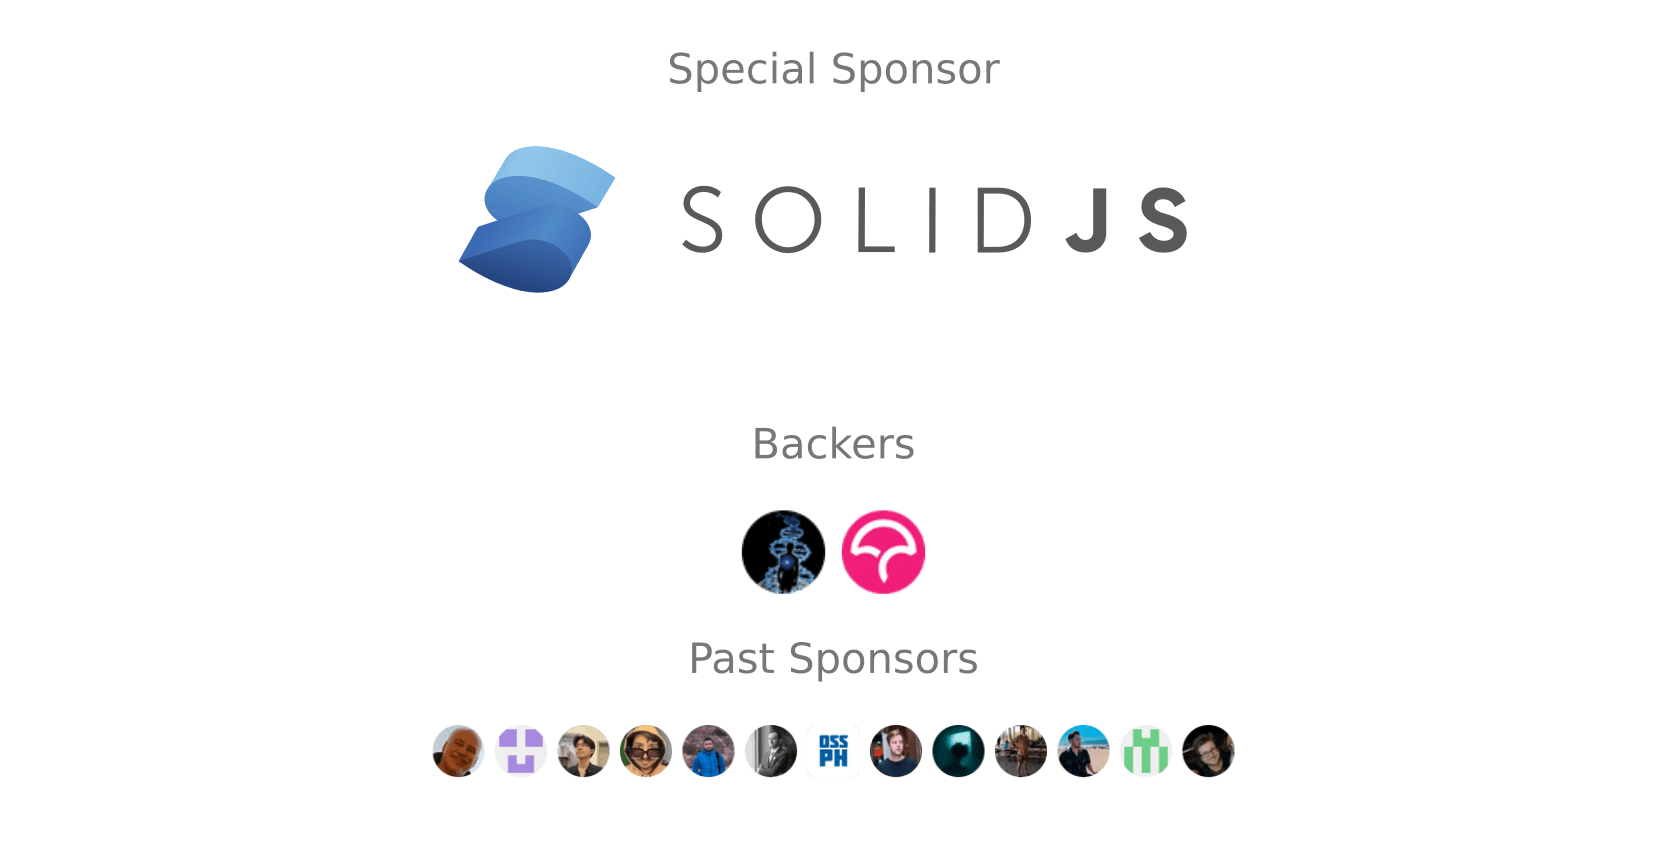 Special Sponsor
SOLIDJS
Backers
Past Sponsors
OSS
PH